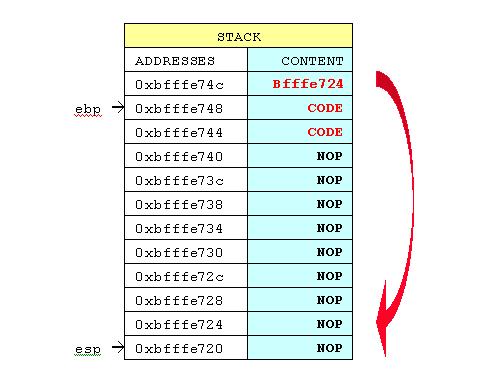 STACK
ADDRESSES CONTENT
0xbfffe74c Bfffe724
ebp 0xbfffe748 CODE
0xbfffe744 CODE
0xbfffe740 NOP
0xbfffe73c NOP
0xbfffe738 NOP
0xbfffe734 NOP
0xbfffe730 NOP
0xbfffe72c NOP
0xbfffe728 NOP
0xbfffe724 NOP
esp 0xbfffe720 NOP